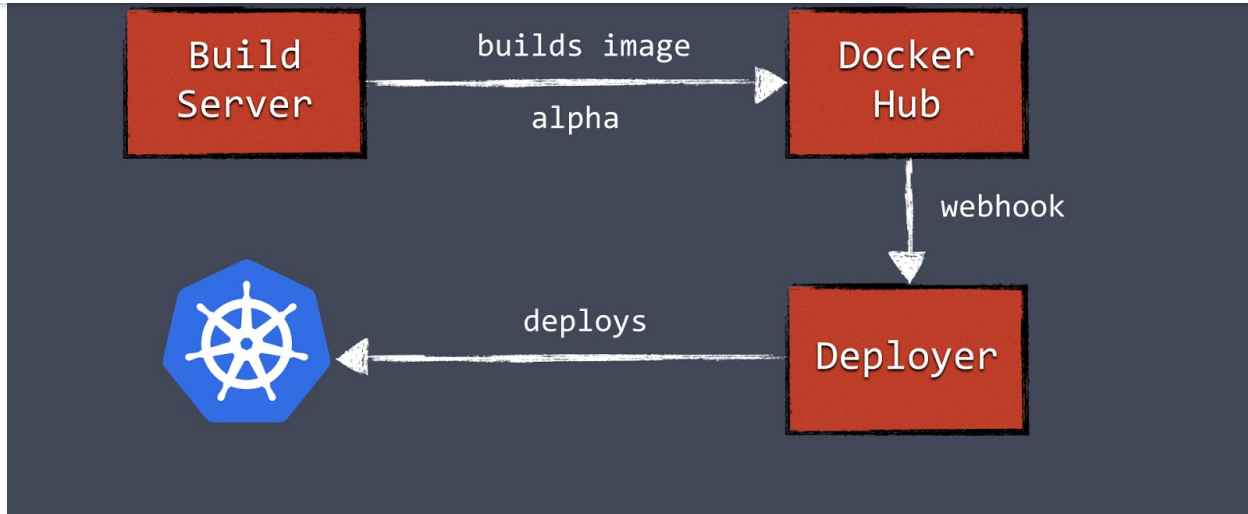 Build
Server
builds image
alpha
Docker
Hub
webhook
deploys
Deployer